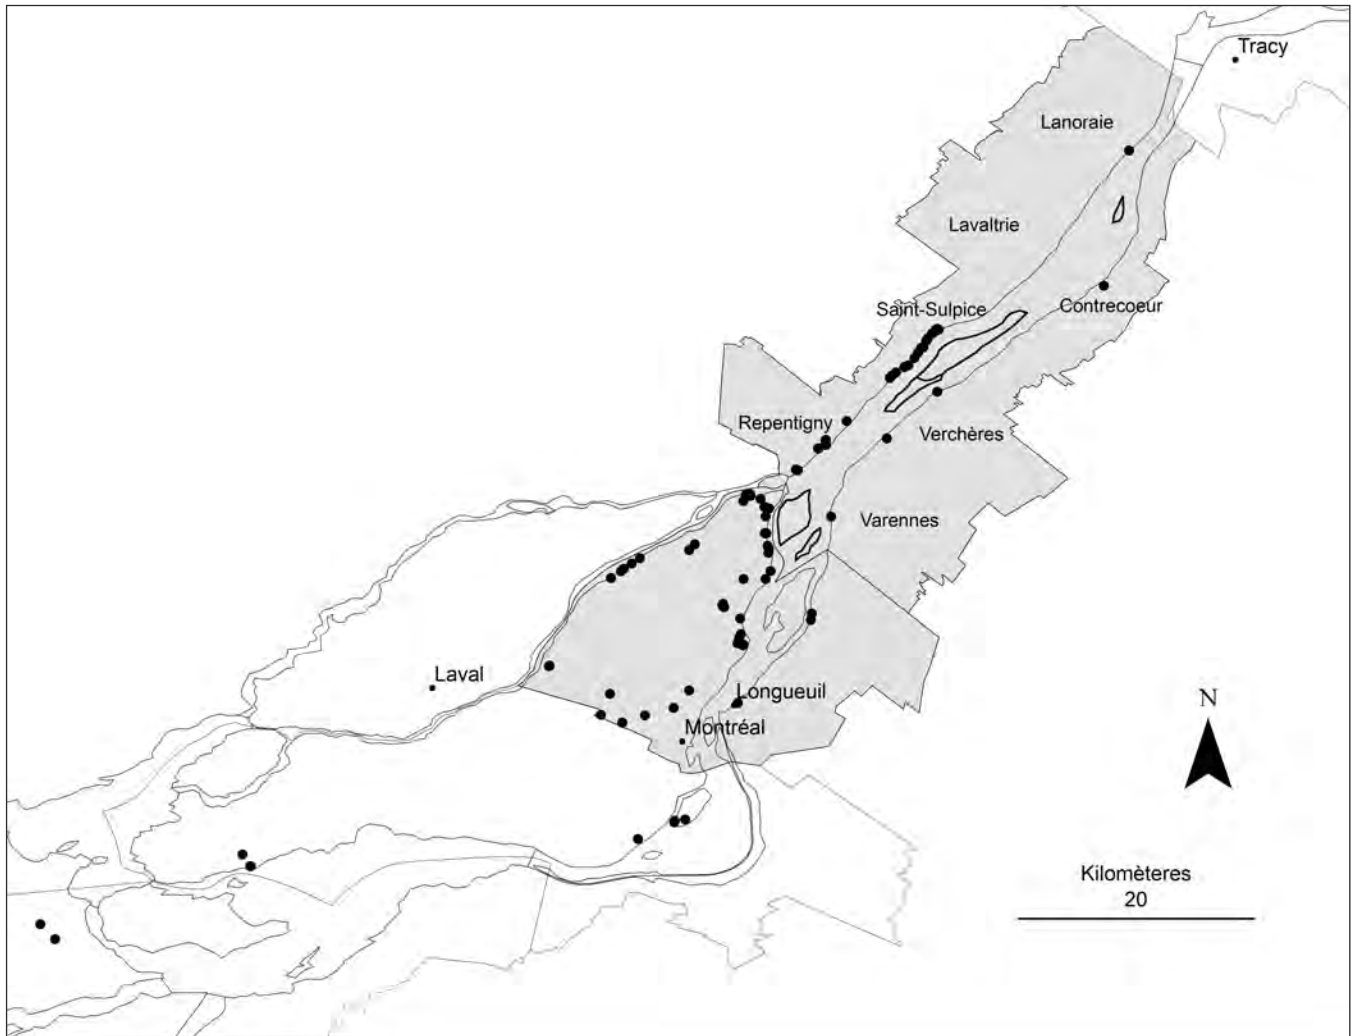 Tracy
Lanoraie
Lavaltrie
Saint-Sulpice
Contrecoeur
Repentigny
Verchères
Varennes
Laval
Longueuil
Montréal
N
Kilomèteres
20